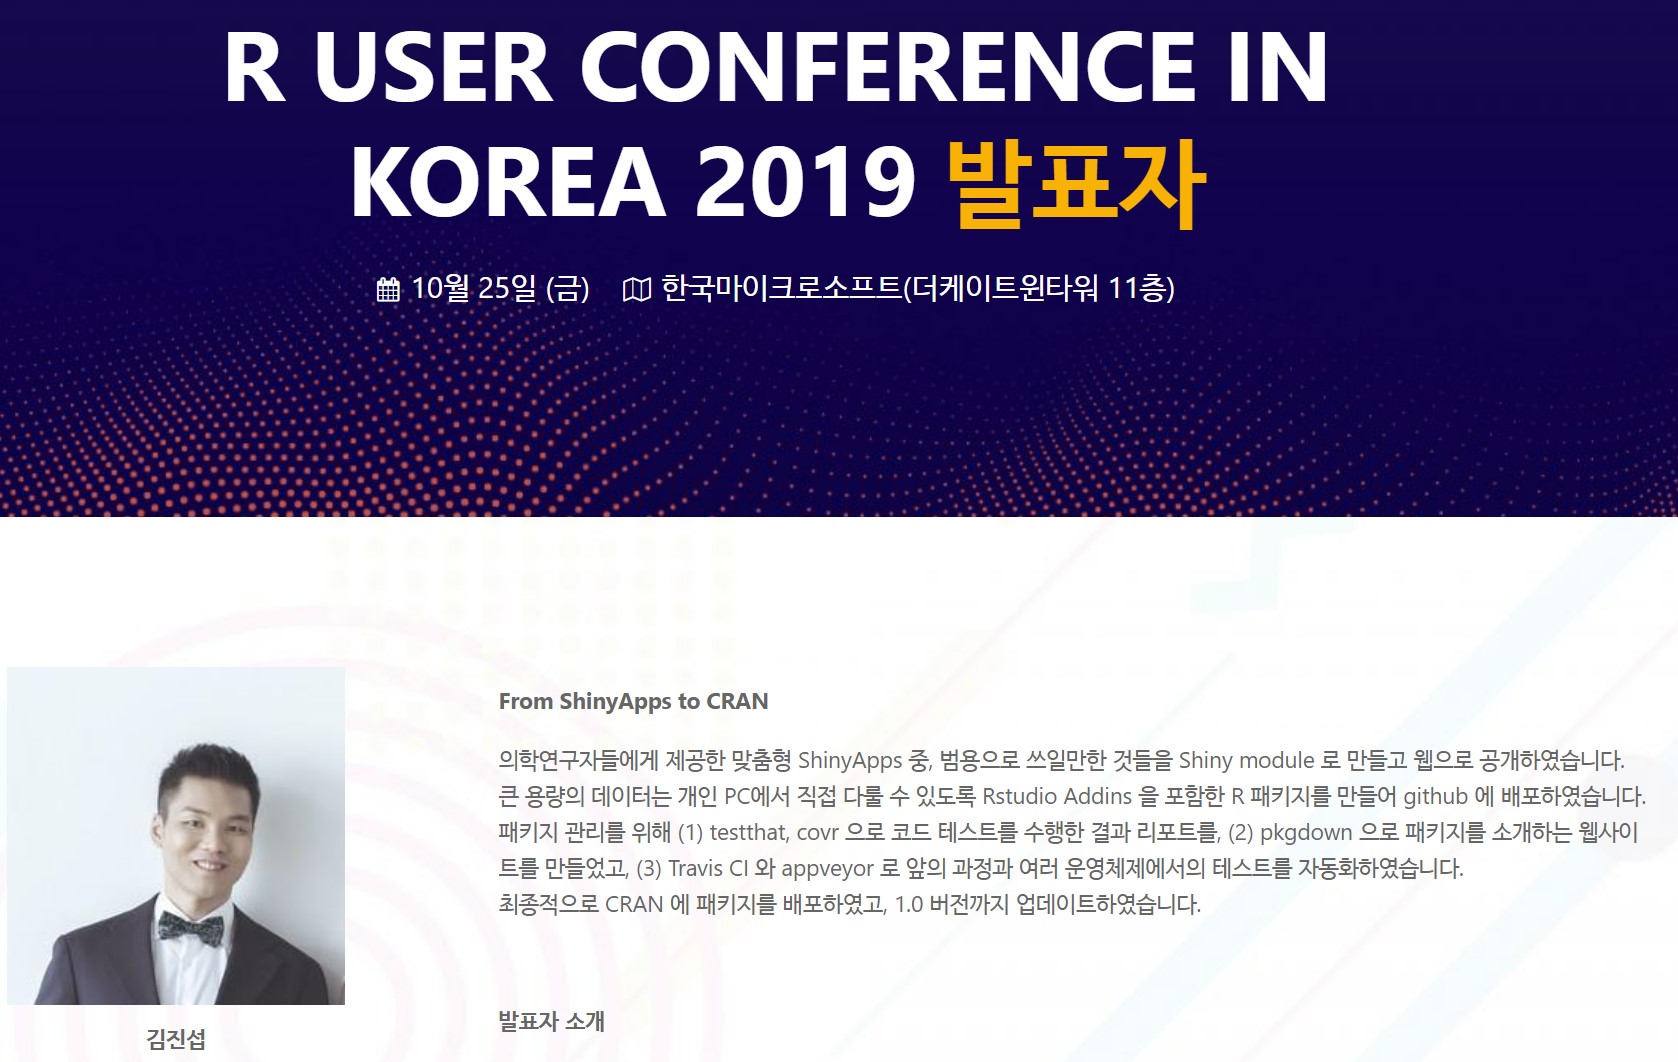 R USER CONFERENCE IN
KOREA 2019 발표자
10월 25일 (금) 한국마이크로소프트(더케이트윈타워 11층)
From ShinyApps to CRAN
의학연구자들에게 제공한 맞춤형 ShinyApps 중, 범용으로 쓰일만한 것들을 Shiny module 로 만들고 웹으로 공개하였습니다.
큰 용량의 데이터는 개인 PC에서 직접 다룰 수 있도록 Rstudio Addins 을 포함한 R 패키지를 만들어 github 에 배포하였습니다.
패키지 관리를 위해 (1) testthat, covr 으로 코드 테스트를 수행한 결과 리포트를, (2) pkgdown 으로 패키지를 소개하는 웹사이
트를 만들었고, (3) Travis CI 와 appveyor 로 앞의 과정과 여러 운영체제에서의 테스트를 자동화하였습니다.
최종적으로 CRAN 에 패키지를 배포하였고, 1.0 버전까지 업데이트하였습니다.
발표자 소개
김진섭